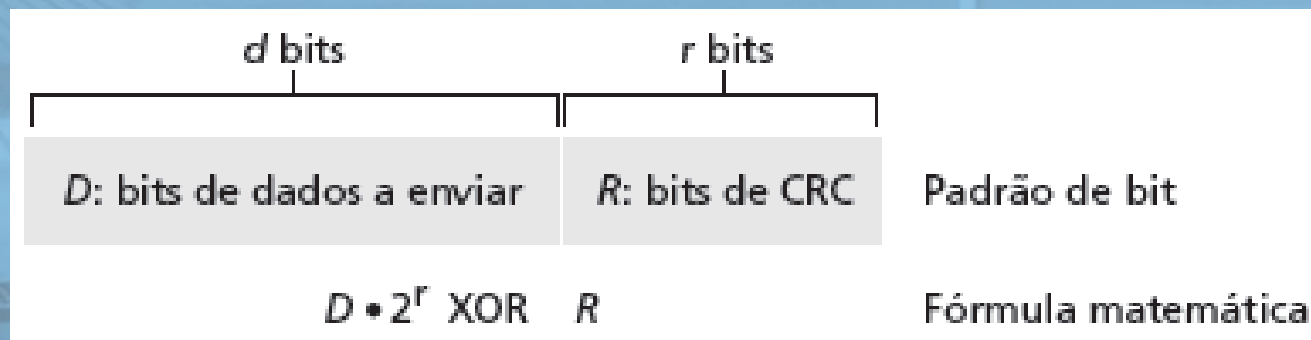 d bits r bits
D: bits de dados a enviar R: bits de CRC Padrão de bit
D • 2ʳ XOR R Fórmula matemática